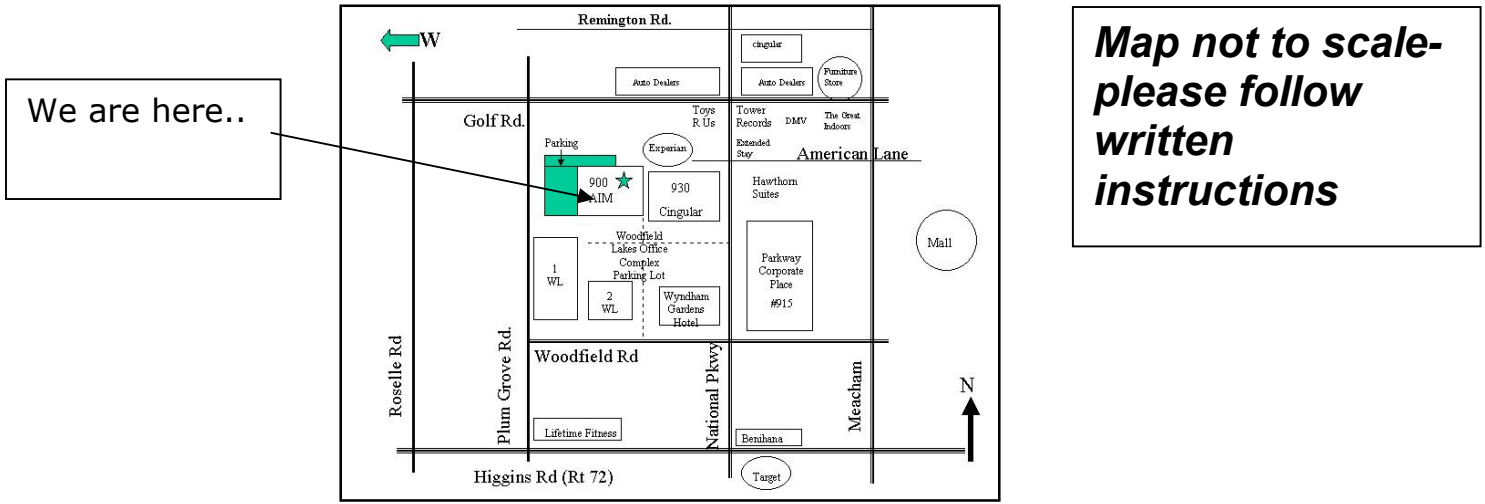 We are here..
W
Remington Rd.
cingular
Auto Dealers
Auto Dealers
Furniture
Store
Golf Rd.
Toys
R Us
Tower
Records
DMV
The Great
Indoors
Parking
Experian
Extended
Stay
American Lane
900
AIM
930
Cingular
Hawthorn
Suites
Mall
Woodfield
Lakes Office
Complex
Parking Lot
1
WL
2
WL
Wyndham
Gardens
Hotel
Parkway
Corporate
Place
#915
Woodfield Rd
Roselle Rd
Plum Grove Rd.
National Pkwy
Meacham
N
Lifetime Fitness
Benihana
Higgins Rd (Rt 72)
Target
Map not to scale-
please follow
written
instructions